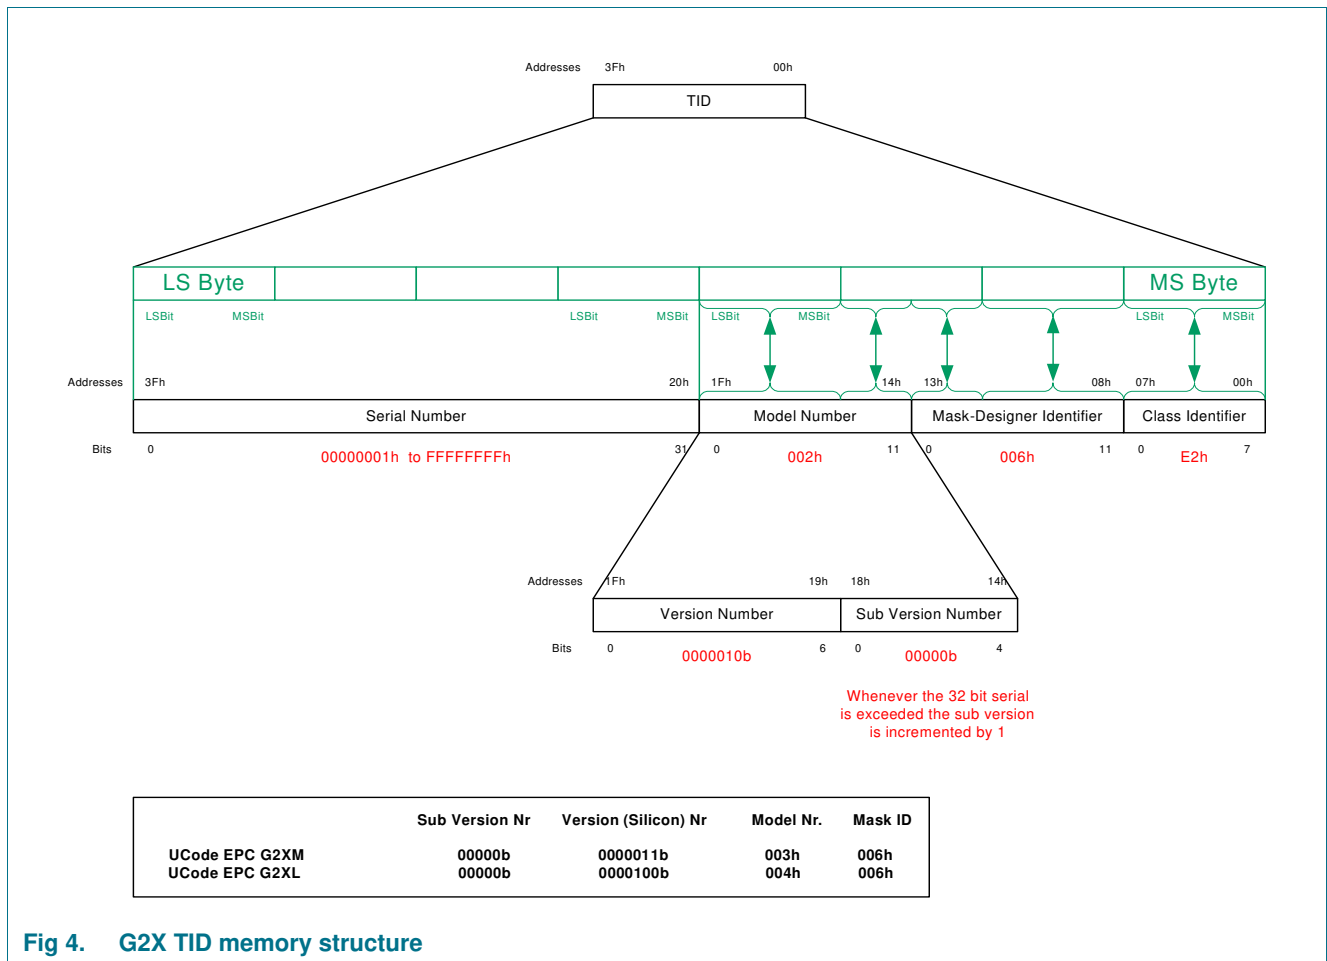 Addresses 3Fh 00h
TID
LS Byte MS Byte
LSBit MSBit LSBit MSBit LSBit MSBit LSBit MSBit
Addresses 3Fh 20h 1Fh 14h 13h 08h 07h 00h
Serial Number Model Number Mask-Designer Identifier Class Identifier
Bits 0 31 0 11 0 11 0 7
00000001h to FFFFFFFFh 002h 006h E2h
Addresses 1Fh 19h 18h 14h
Version Number Sub Version Number
Bits 0 6 0 4
0000010b 00000b
Whenever the 32 bit serial
is exceeded the sub version
is incremented by 1
Sub Version Nr Version (Silicon) Nr Model Nr. Mask ID
UCode EPC G2XM 00000b 0000011b 003h 006h
UCode EPC G2XL 00000b 0000100b 004h 006h
Fig 4. G2X TID memory structure